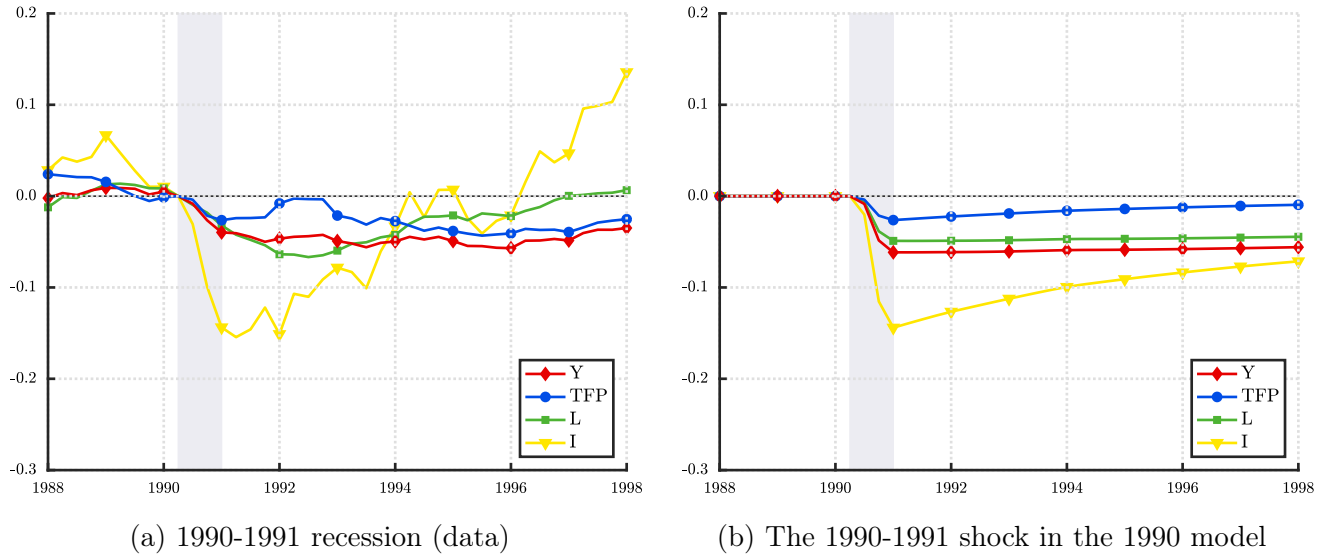 0.2
0.1
0.0
-0.1
-0.2
-0.3
1988 1990 1992 1994 1996 1998
Y
TFP
L
I
(a) 1990-1991 recession (data)
0.2
0.1
0.0
-0.1
-0.2
-0.3
1988 1990 1992 1994 1996 1998
Y
TFP
L
I
(b) The 1990-1991 shock in the 1990 model